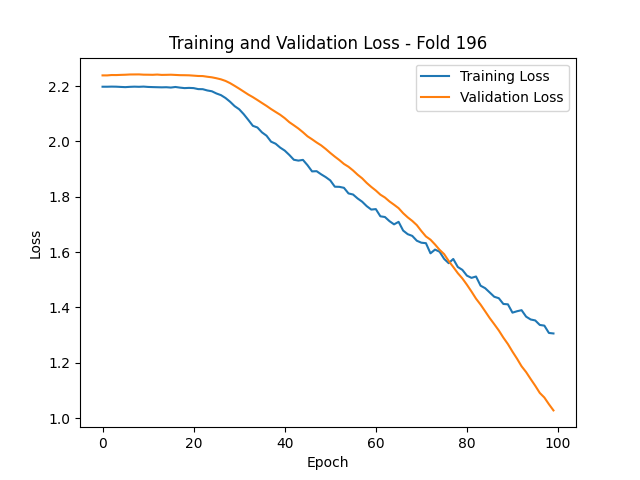 Training and Validation Loss - Fold 196
Training Loss
Validation Loss
2.2
2.0
1.8
1.6
1.4
1.2
1.0
Loss
0 20 40 60 80 100
Epoch